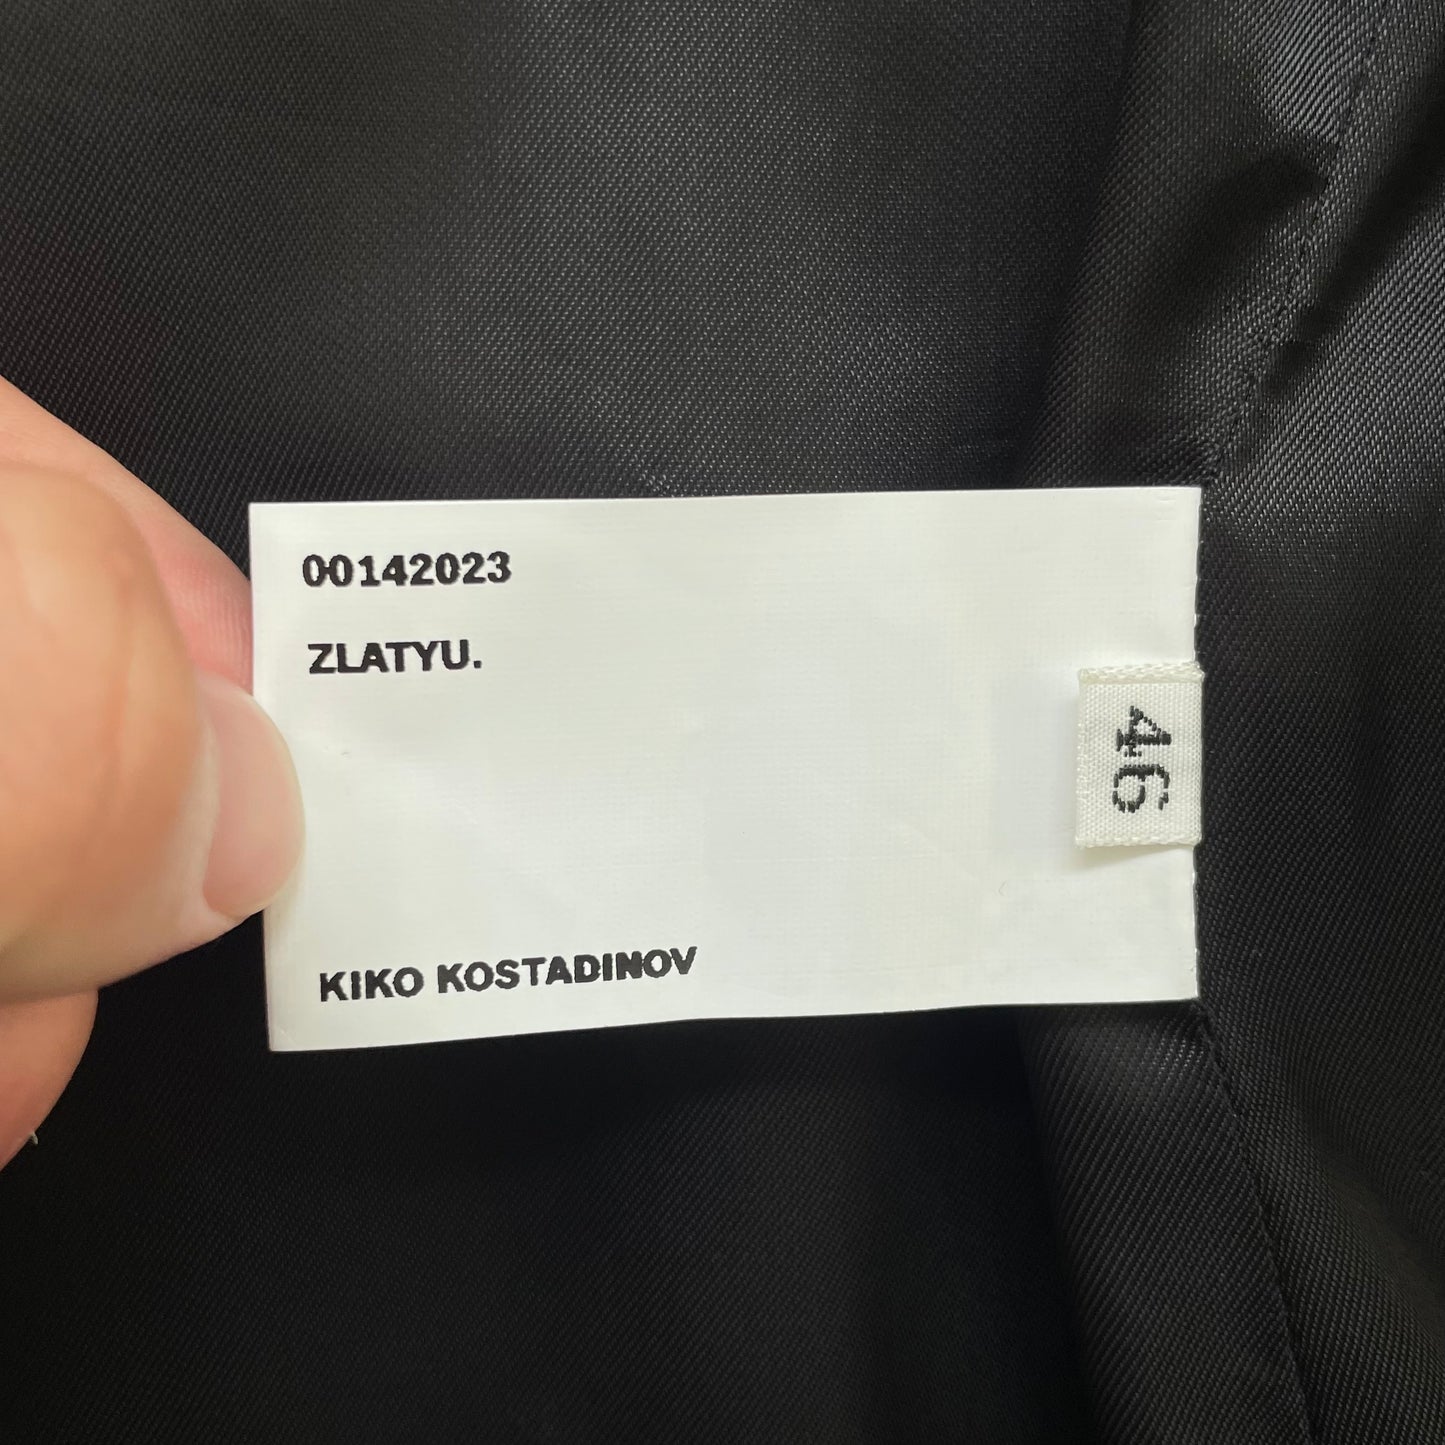 00142023
ZLATYU.
46
KIKO KOSTADINOV